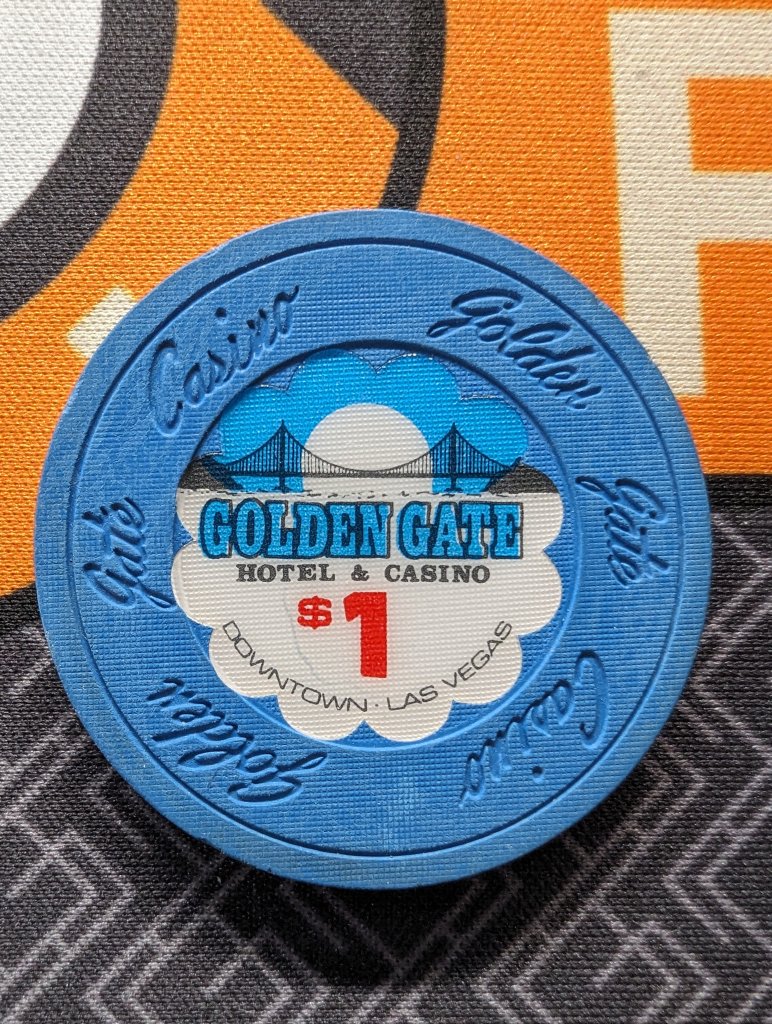 Golden Gate Casino
Golden Gate Casino
GOLDEN GATE
HOTEL & CASINO
$1
DOWNTOWN · LAS VEGAS
F